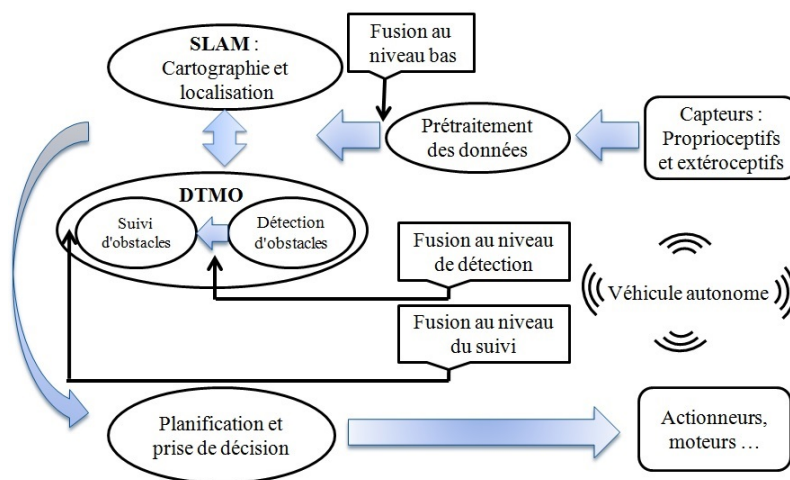 SLAM :
Cartographie et
localisation
Fusion au
niveau bas
Prétraitement
des données
Capteurs :
Proprioceptifs
et extéroceptifs
DTMO
Suivi
d'obstacles
Détection
d'obstacles
Fusion au niveau
de détection
Véhicule autonome
Fusion au niveau
du suivi
Planification et
prise de décision
Actionneurs,
moteurs …